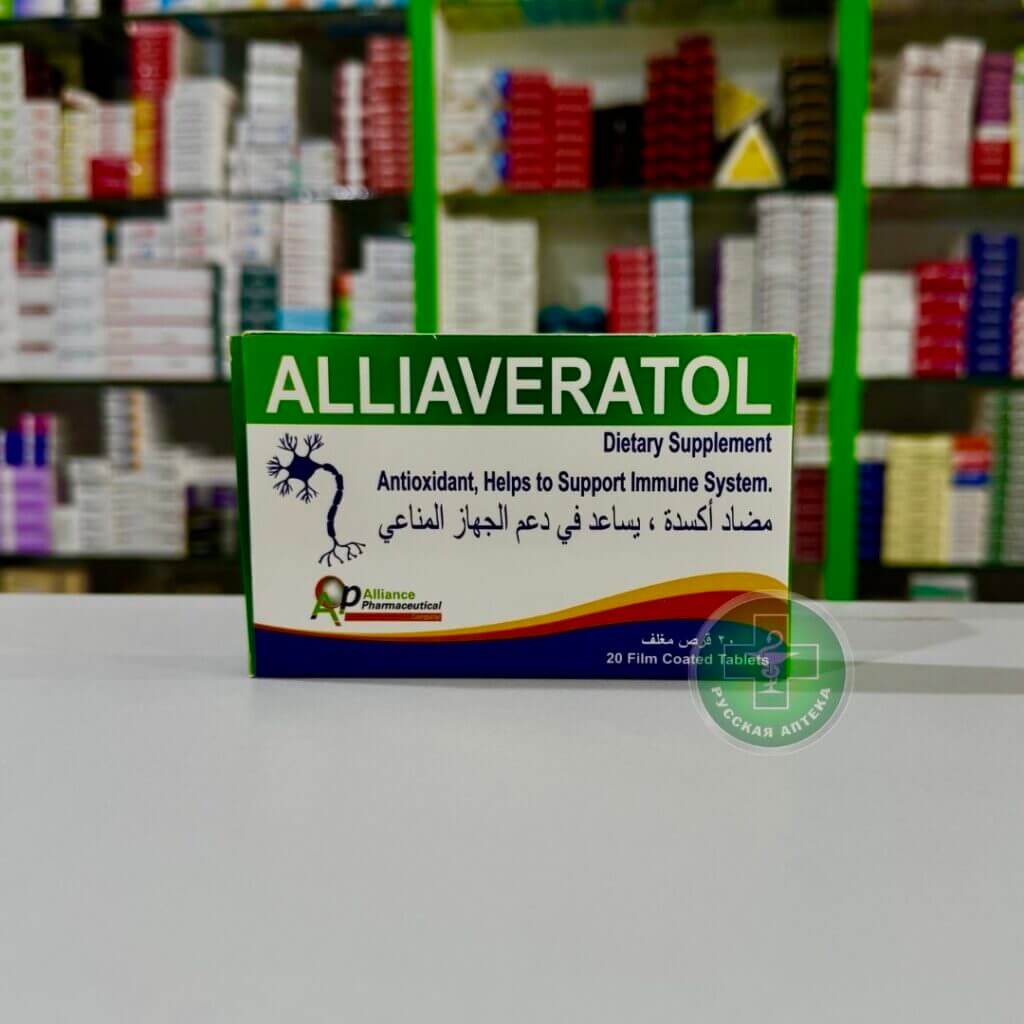 ALLIAVERATOL
Dietary Supplement
Antioxidant, Helps to Support Immune System.
مضاد أكسدة ، يساعد في دعم الجهاز المناعي
Ap Alliance
Pharmaceutical
٢٠ قرص مغلف
20 Film Coated Tablets
РУССКАЯ АПТЕКА